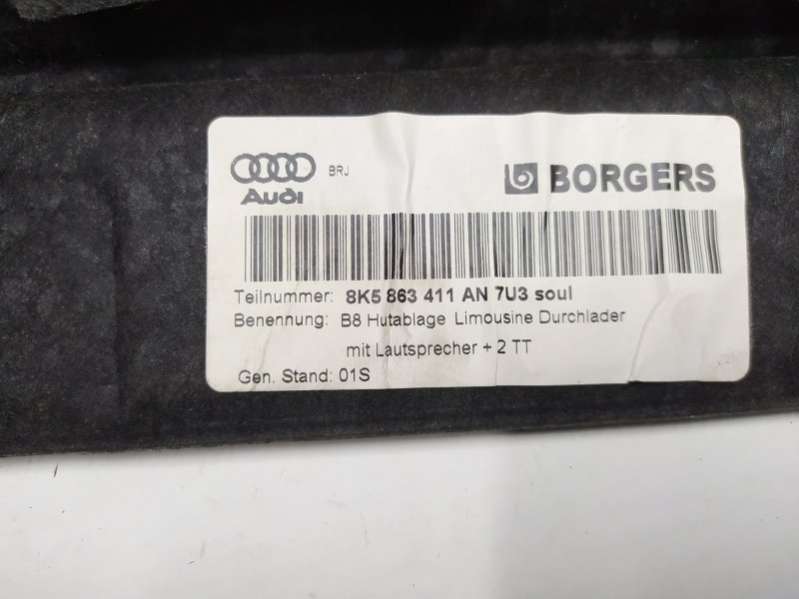 BRJ
Audi
BORGERS
Teilnummer: 8K5 863 411 AN 7U3 soul
Benennung: B8 Hutablage Limousine Durchlader
mit Lautsprecher + 2 TT
Gen. Stand: 01S